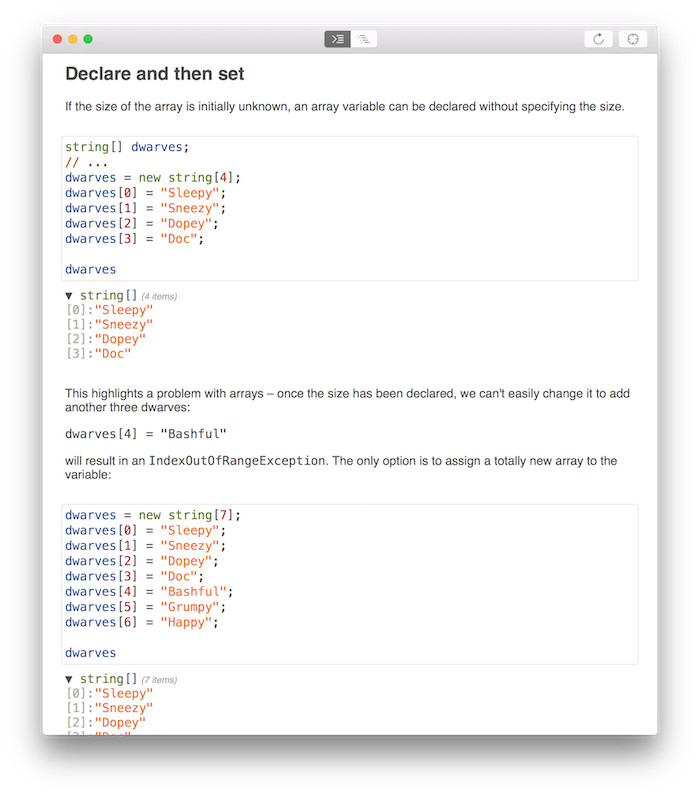 Declare and then set
If the size of the array is initially unknown, an array variable can be declared without specifying the size.
string[] dwarves;
// ...
dwarves = new string[4];
dwarves[0] = "Sleepy";
dwarves[1] = "Sneezy";
dwarves[2] = "Dopey";
dwarves[3] = "Doc";
dwarves
▼ string[] (4 items)
[0]:"Sleepy"
[1]:"Sneezy"
[2]:"Dopey"
[3]:"Doc"
This highlights a problem with arrays – once the size has been declared, we can't easily change it to add
another three dwarves:
dwarves[4] = "Bashful"
will result in an IndexOutOfRangeException. The only option is to assign a totally new array to the
variable:
dwarves = new string[7];
dwarves[0] = "Sleepy";
dwarves[1] = "Sneezy";
dwarves[2] = "Dopey";
dwarves[3] = "Doc";
dwarves[4] = "Bashful";
dwarves[5] = "Grumpy";
dwarves[6] = "Happy";
dwarves
▼ string[] (7 items)
[0]:"Sleepy"
[1]:"Sneezy"
[2]:"Dopey"